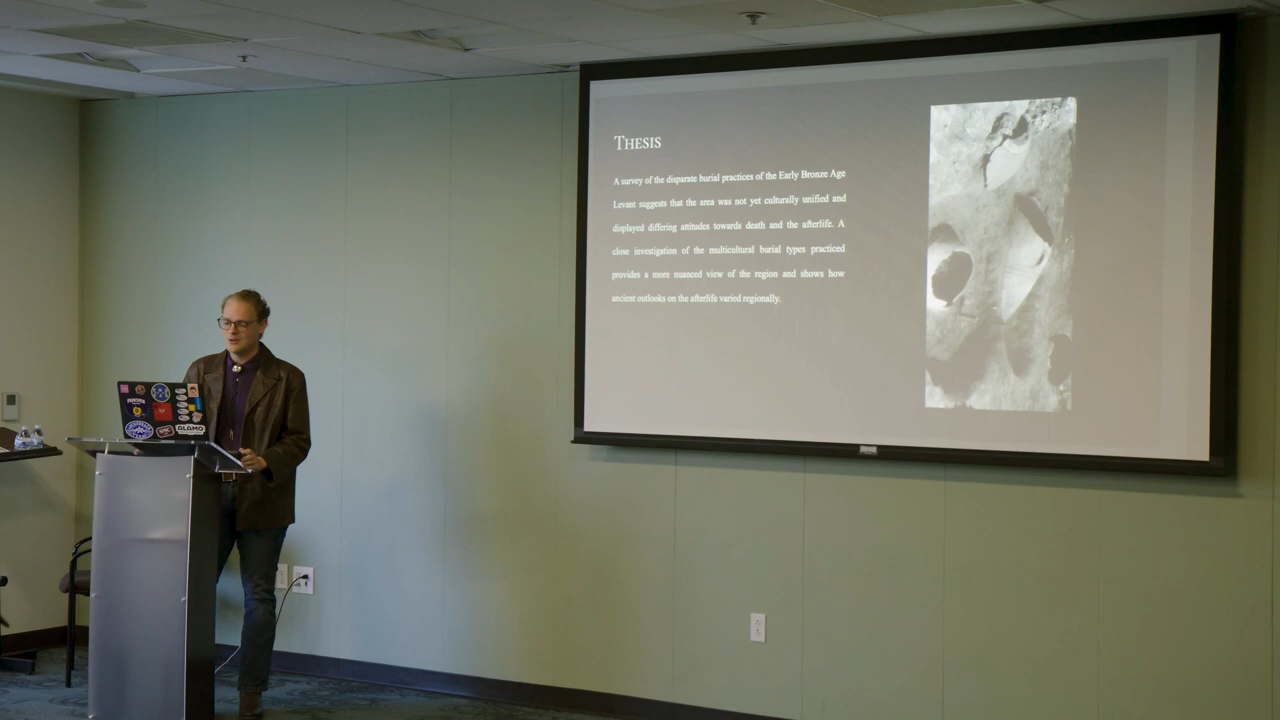 THESIS
A survey of the disparate burial practices of the Early Bronze Age
Levant suggests that the area was not yet culturally unified and
displayed differing attitudes towards death and the afterlife. A
close investigation of the multicultural burial types practiced
provides a more nuanced view of the region and shows how
ancient outlooks on the afterlife varied regionally.
ALAMO